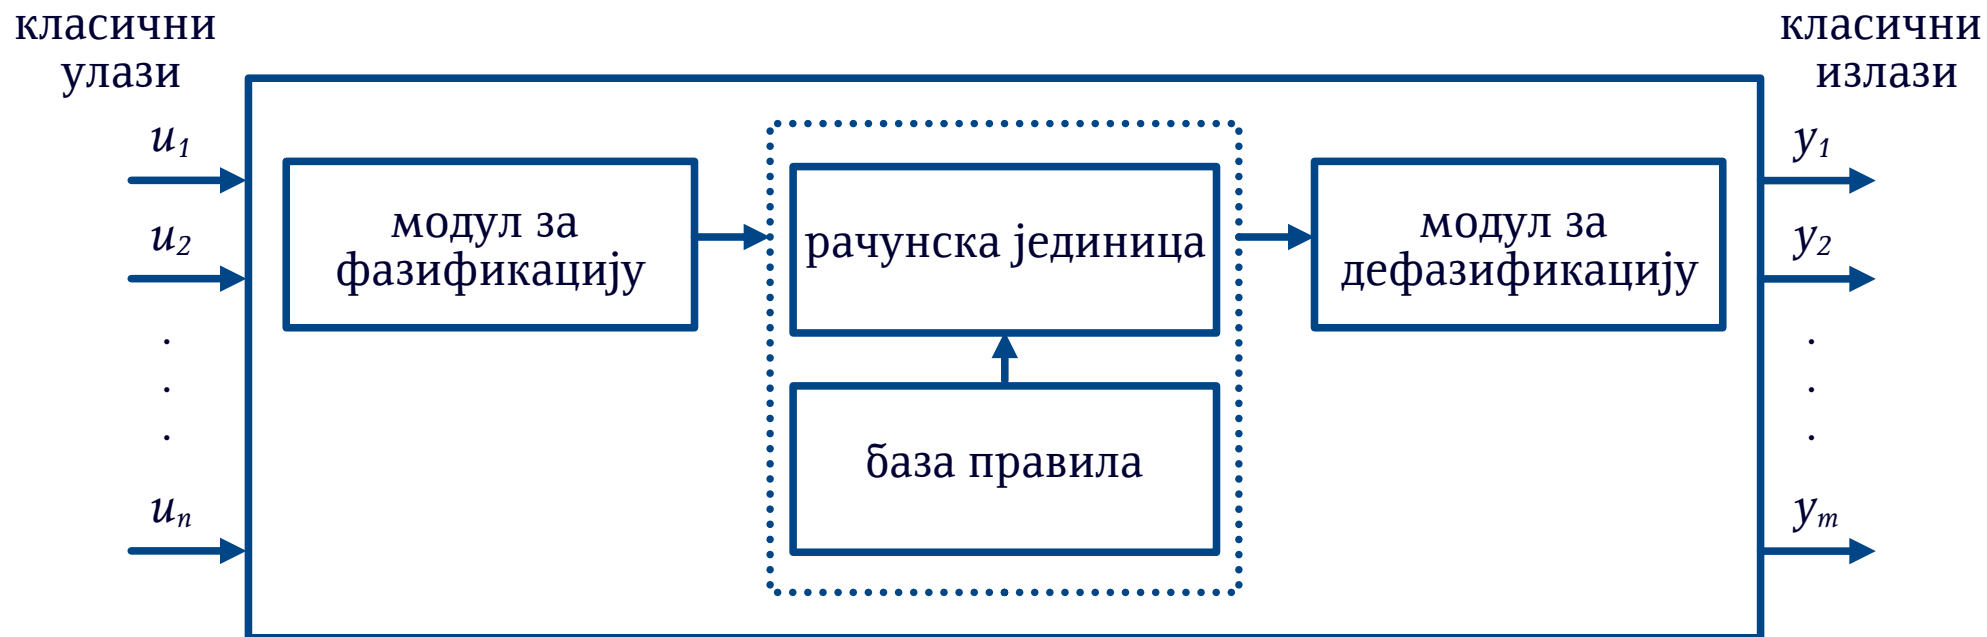 класични
улази
u1
u2
.
.
.
un
модул за
фазификацију
рачунска јединица
база правила
модул за
дефазификацију
класични
излази
y1
y2
.
.
.
ym